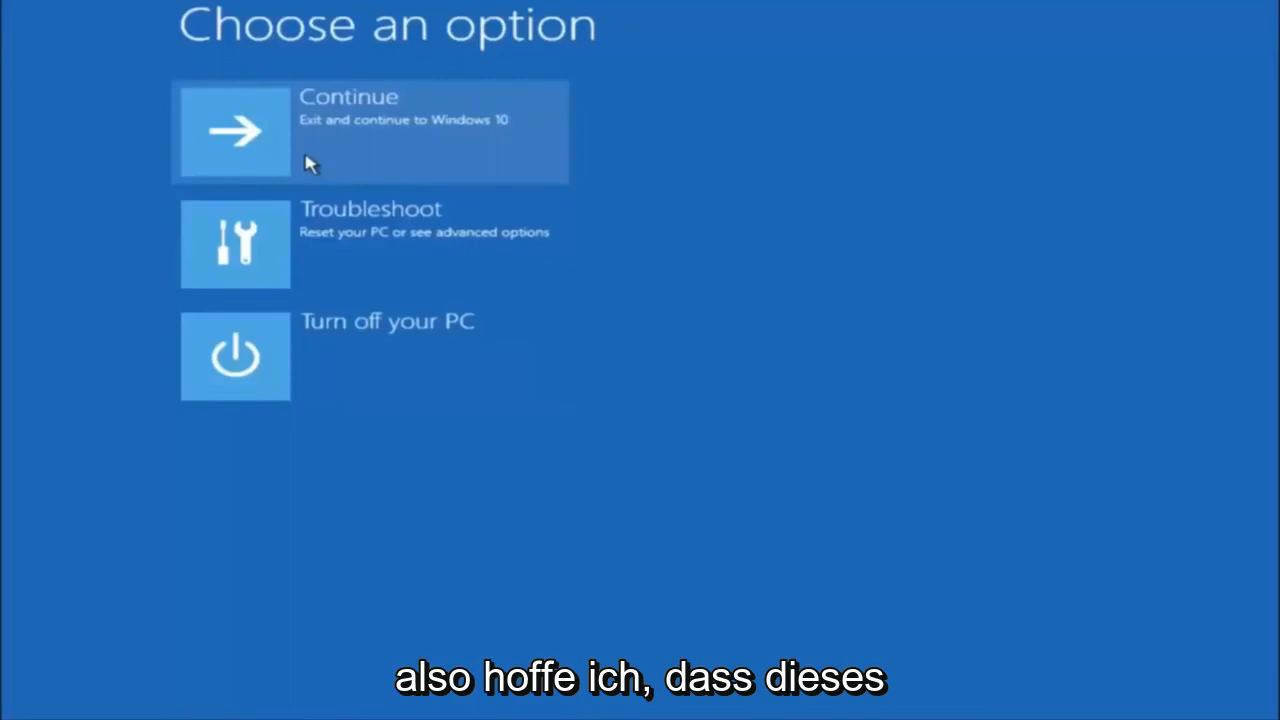 Choose an option
Continue
Exit and continue to Windows 10
Troubleshoot
Reset your PC or see advanced options
Turn off your PC
also hoffe ich, dass dieses